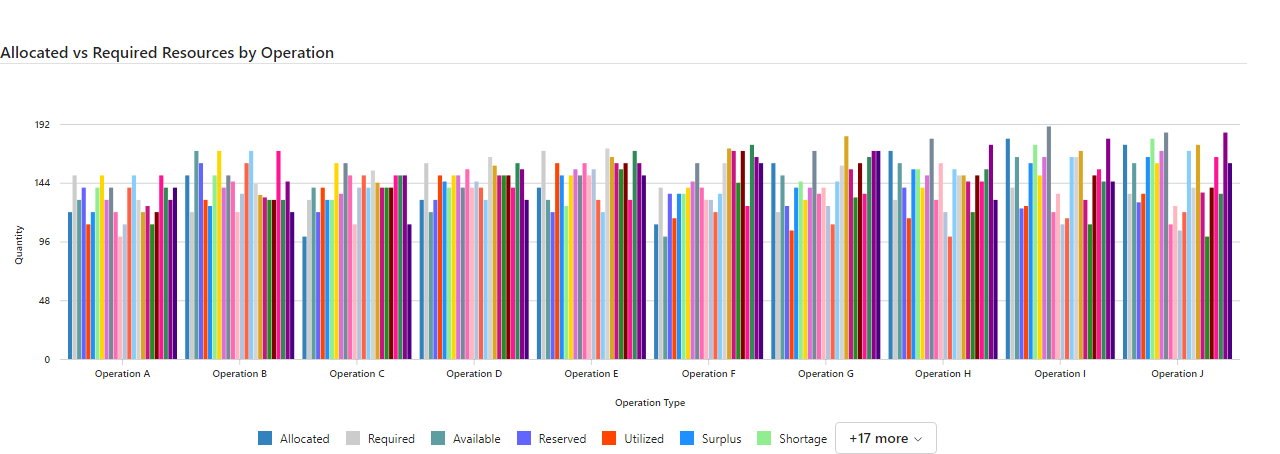 Allocated vs Required Resources by Operation
192
144
96
48
0
Quantity
Operation A Operation B Operation C Operation D Operation E Operation F Operation G Operation H Operation I Operation J
Operation Type
Allocated Required Available Reserved Utilized Surplus Shortage +17 more